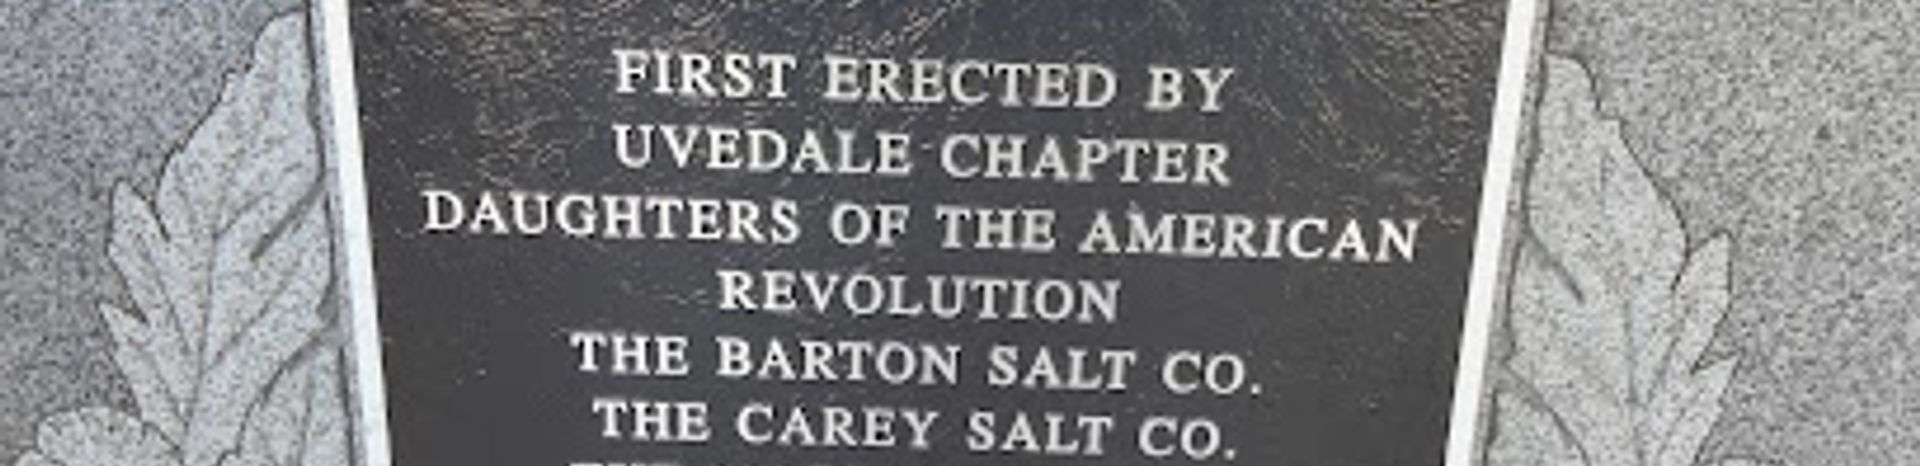 FIRST ERECTED BY
UVEDALE CHAPTER
DAUGHTERS OF THE AMERICAN
REVOLUTION
THE BARTON SALT CO.
THE CAREY SALT CO.